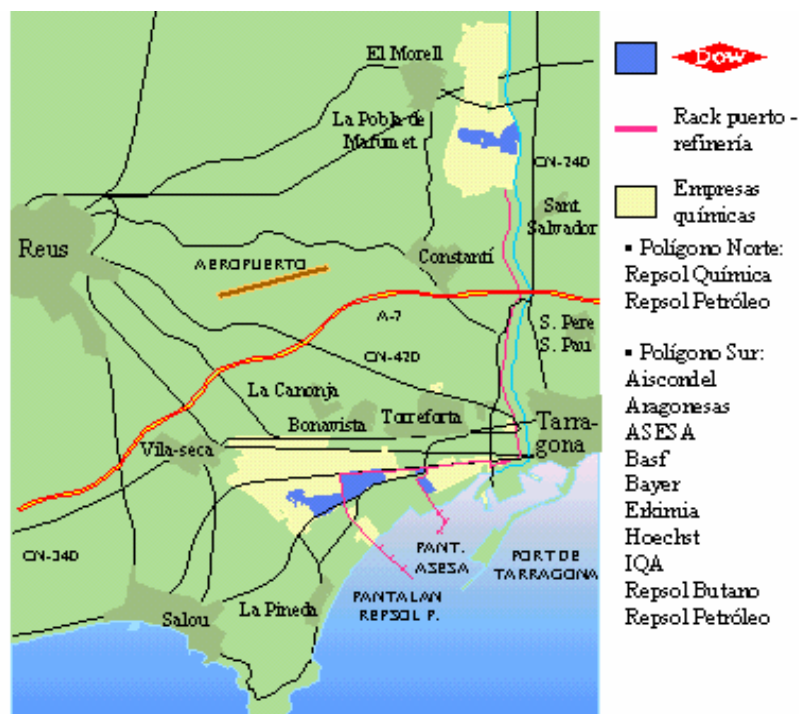 El Morell
La Pobla de
Mafumet
CN-240
Sant
Salvador
Reus
Constantí
AEROPUERTO
A-7
S. Pere
S. Pau
CN-420
La Canonja
Bonavista
Torreforta
Tarra-
gona
Vila-seca
CN-340
PANT.
ASESA
PORT DE
TARRAGONA
PANTALAN
REPSOL P.
La Pineda
Salou
Dow
Rack puerto -
refinería
Empresas
químicas
▪ Polígono Norte:
Repsol Química
Repsol Petróleo
▪ Polígono Sur:
Aiscondel
Aragonesas
ASESA
Basf
Bayer
Erkimia
Hoechst
IQA
Repsol Butano
Repsol Petróleo